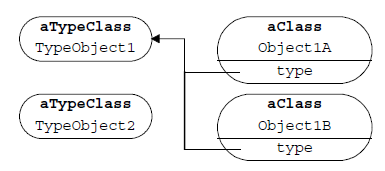 aTypeClass
TypeObject1
aClass
Object1A
type
aTypeClass
TypeObject2
aClass
Object1B
type